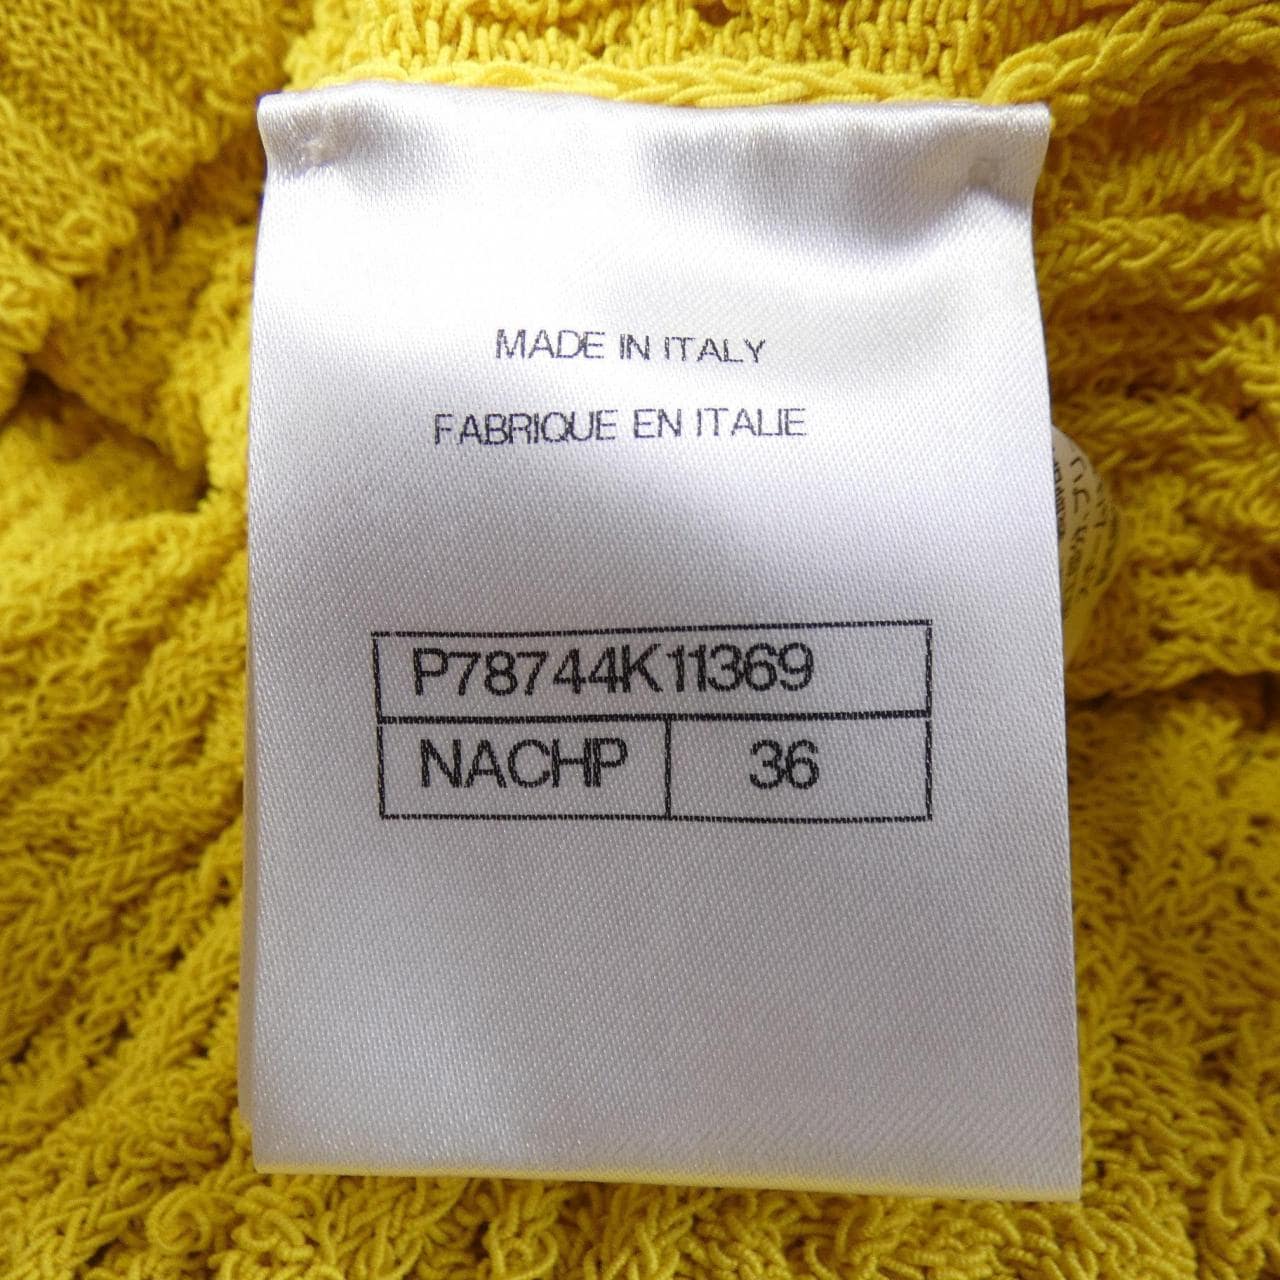 MADE IN ITALY
FABRIQUE EN ITALIE
P78744K11369
NACHP 36